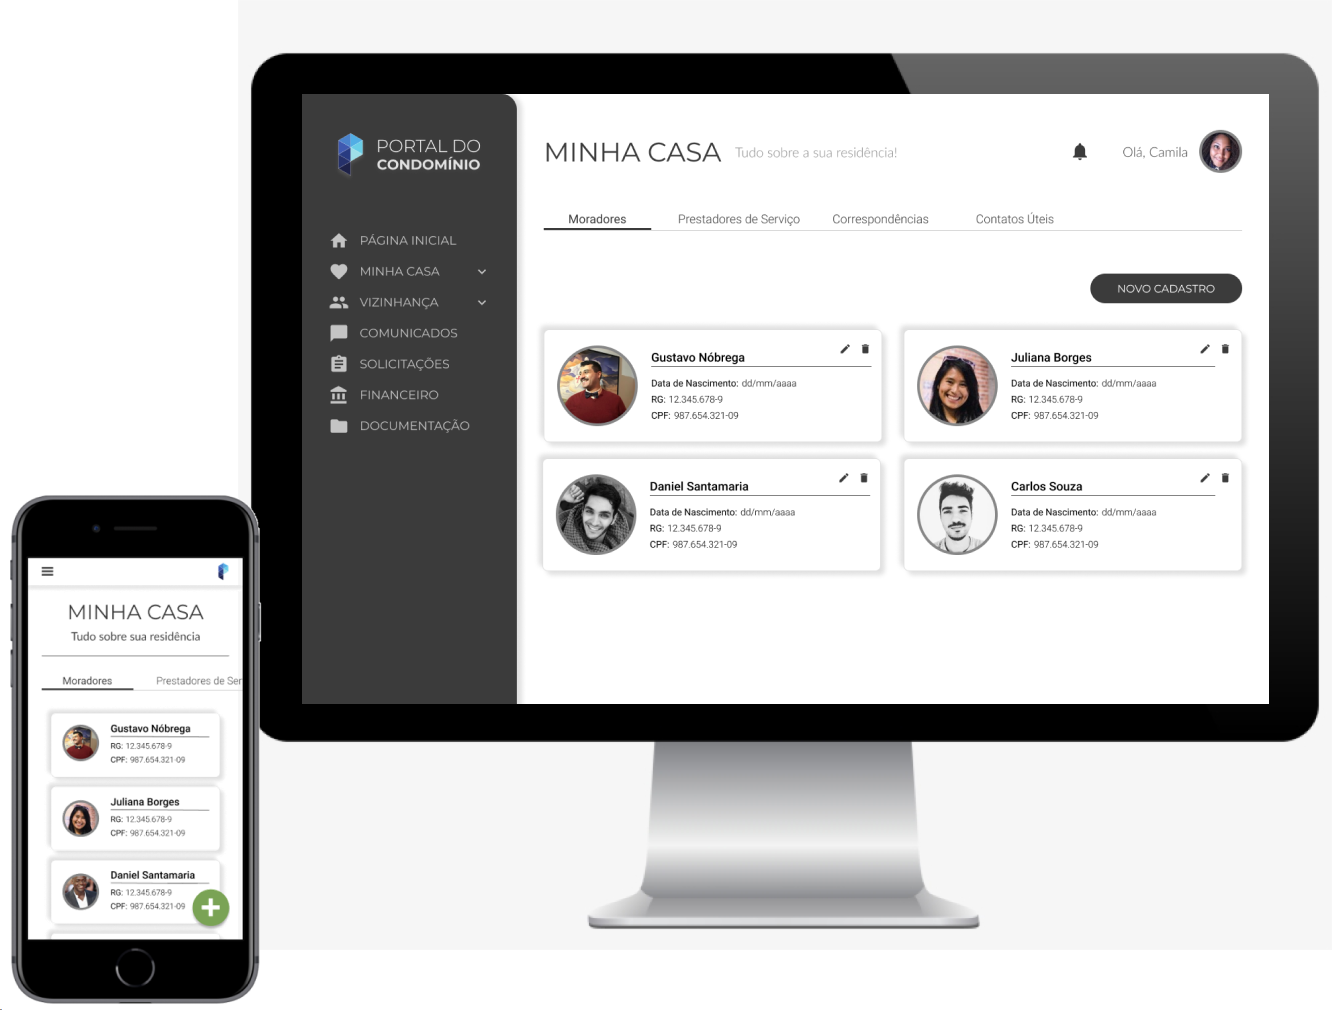 PORTAL DO
CONDOMÍNIO
PÁGINA INICIAL
MINHA CASA
VIZINHANÇA
COMUNICADOS
SOLICITAÇÕES
FINANCEIRO
DOCUMENTAÇÃO
MINHA CASA Tudo sobre a sua residência!
Olá, Camila
Moradores Prestadores de Serviço Correspondências Contatos Úteis
NOVO CADASTRO
Gustavo Nóbrega
Data de Nascimento: dd/mm/aaaa
RG: 12.345.678-9
CPF: 987.654.321-09
Juliana Borges
Data de Nascimento: dd/mm/aaaa
RG: 12.345.678-9
CPF: 987.654.321-09
Daniel Santamaria
Data de Nascimento: dd/mm/aaaa
RG: 12.345.678-9
CPF: 987.654.321-09
Carlos Souza
Data de Nascimento: dd/mm/aaaa
RG: 12.345.678-9
CPF: 987.654.321-09
MINHA CASA
Tudo sobre sua residência
Moradores Prestadores de Ser
Gustavo Nóbrega
RG: 12.345.678-9
CPF: 987.654.321-09
Juliana Borges
RG: 12.345.678-9
CPF: 987.654.321-09
Daniel Santamaria
RG: 12.345.678-9
CPF: 987.654.321-09